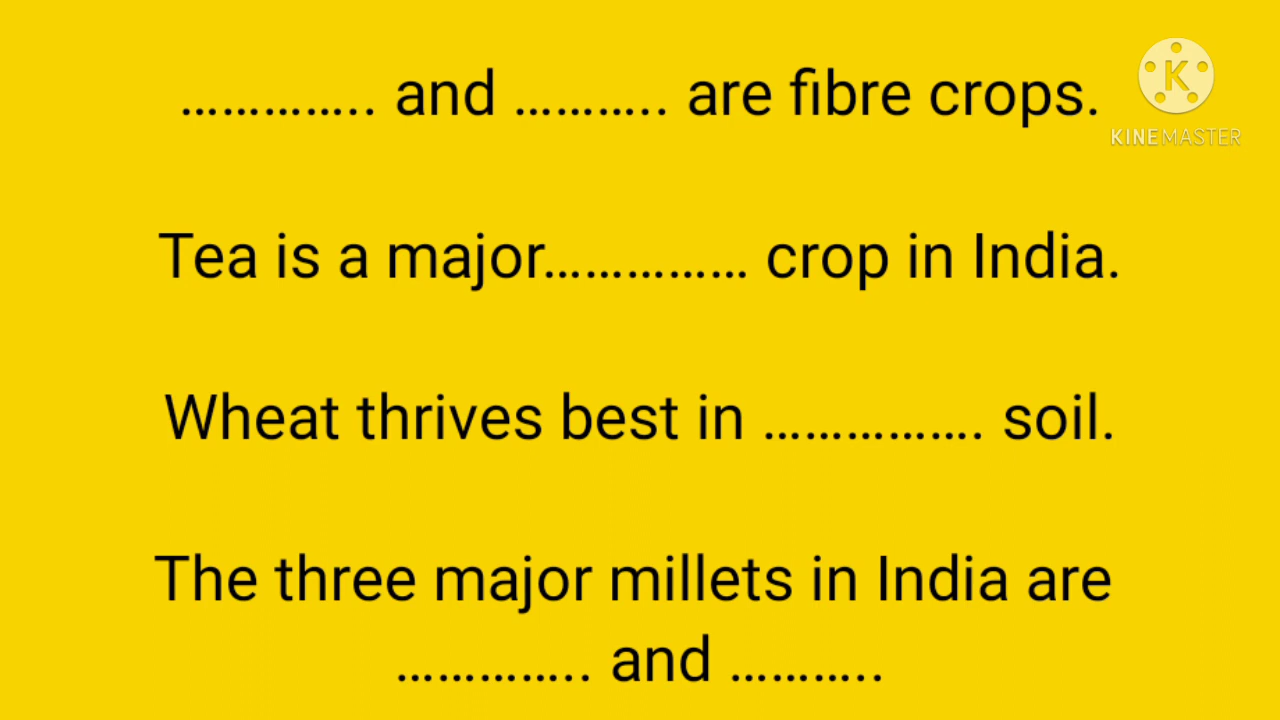 ………….. and ……….. are fibre crops.
K
KINEMASTER
Tea is a major…………… crop in India.
Wheat thrives best in ……………. soil.
The three major millets in India are
………….. and ………..